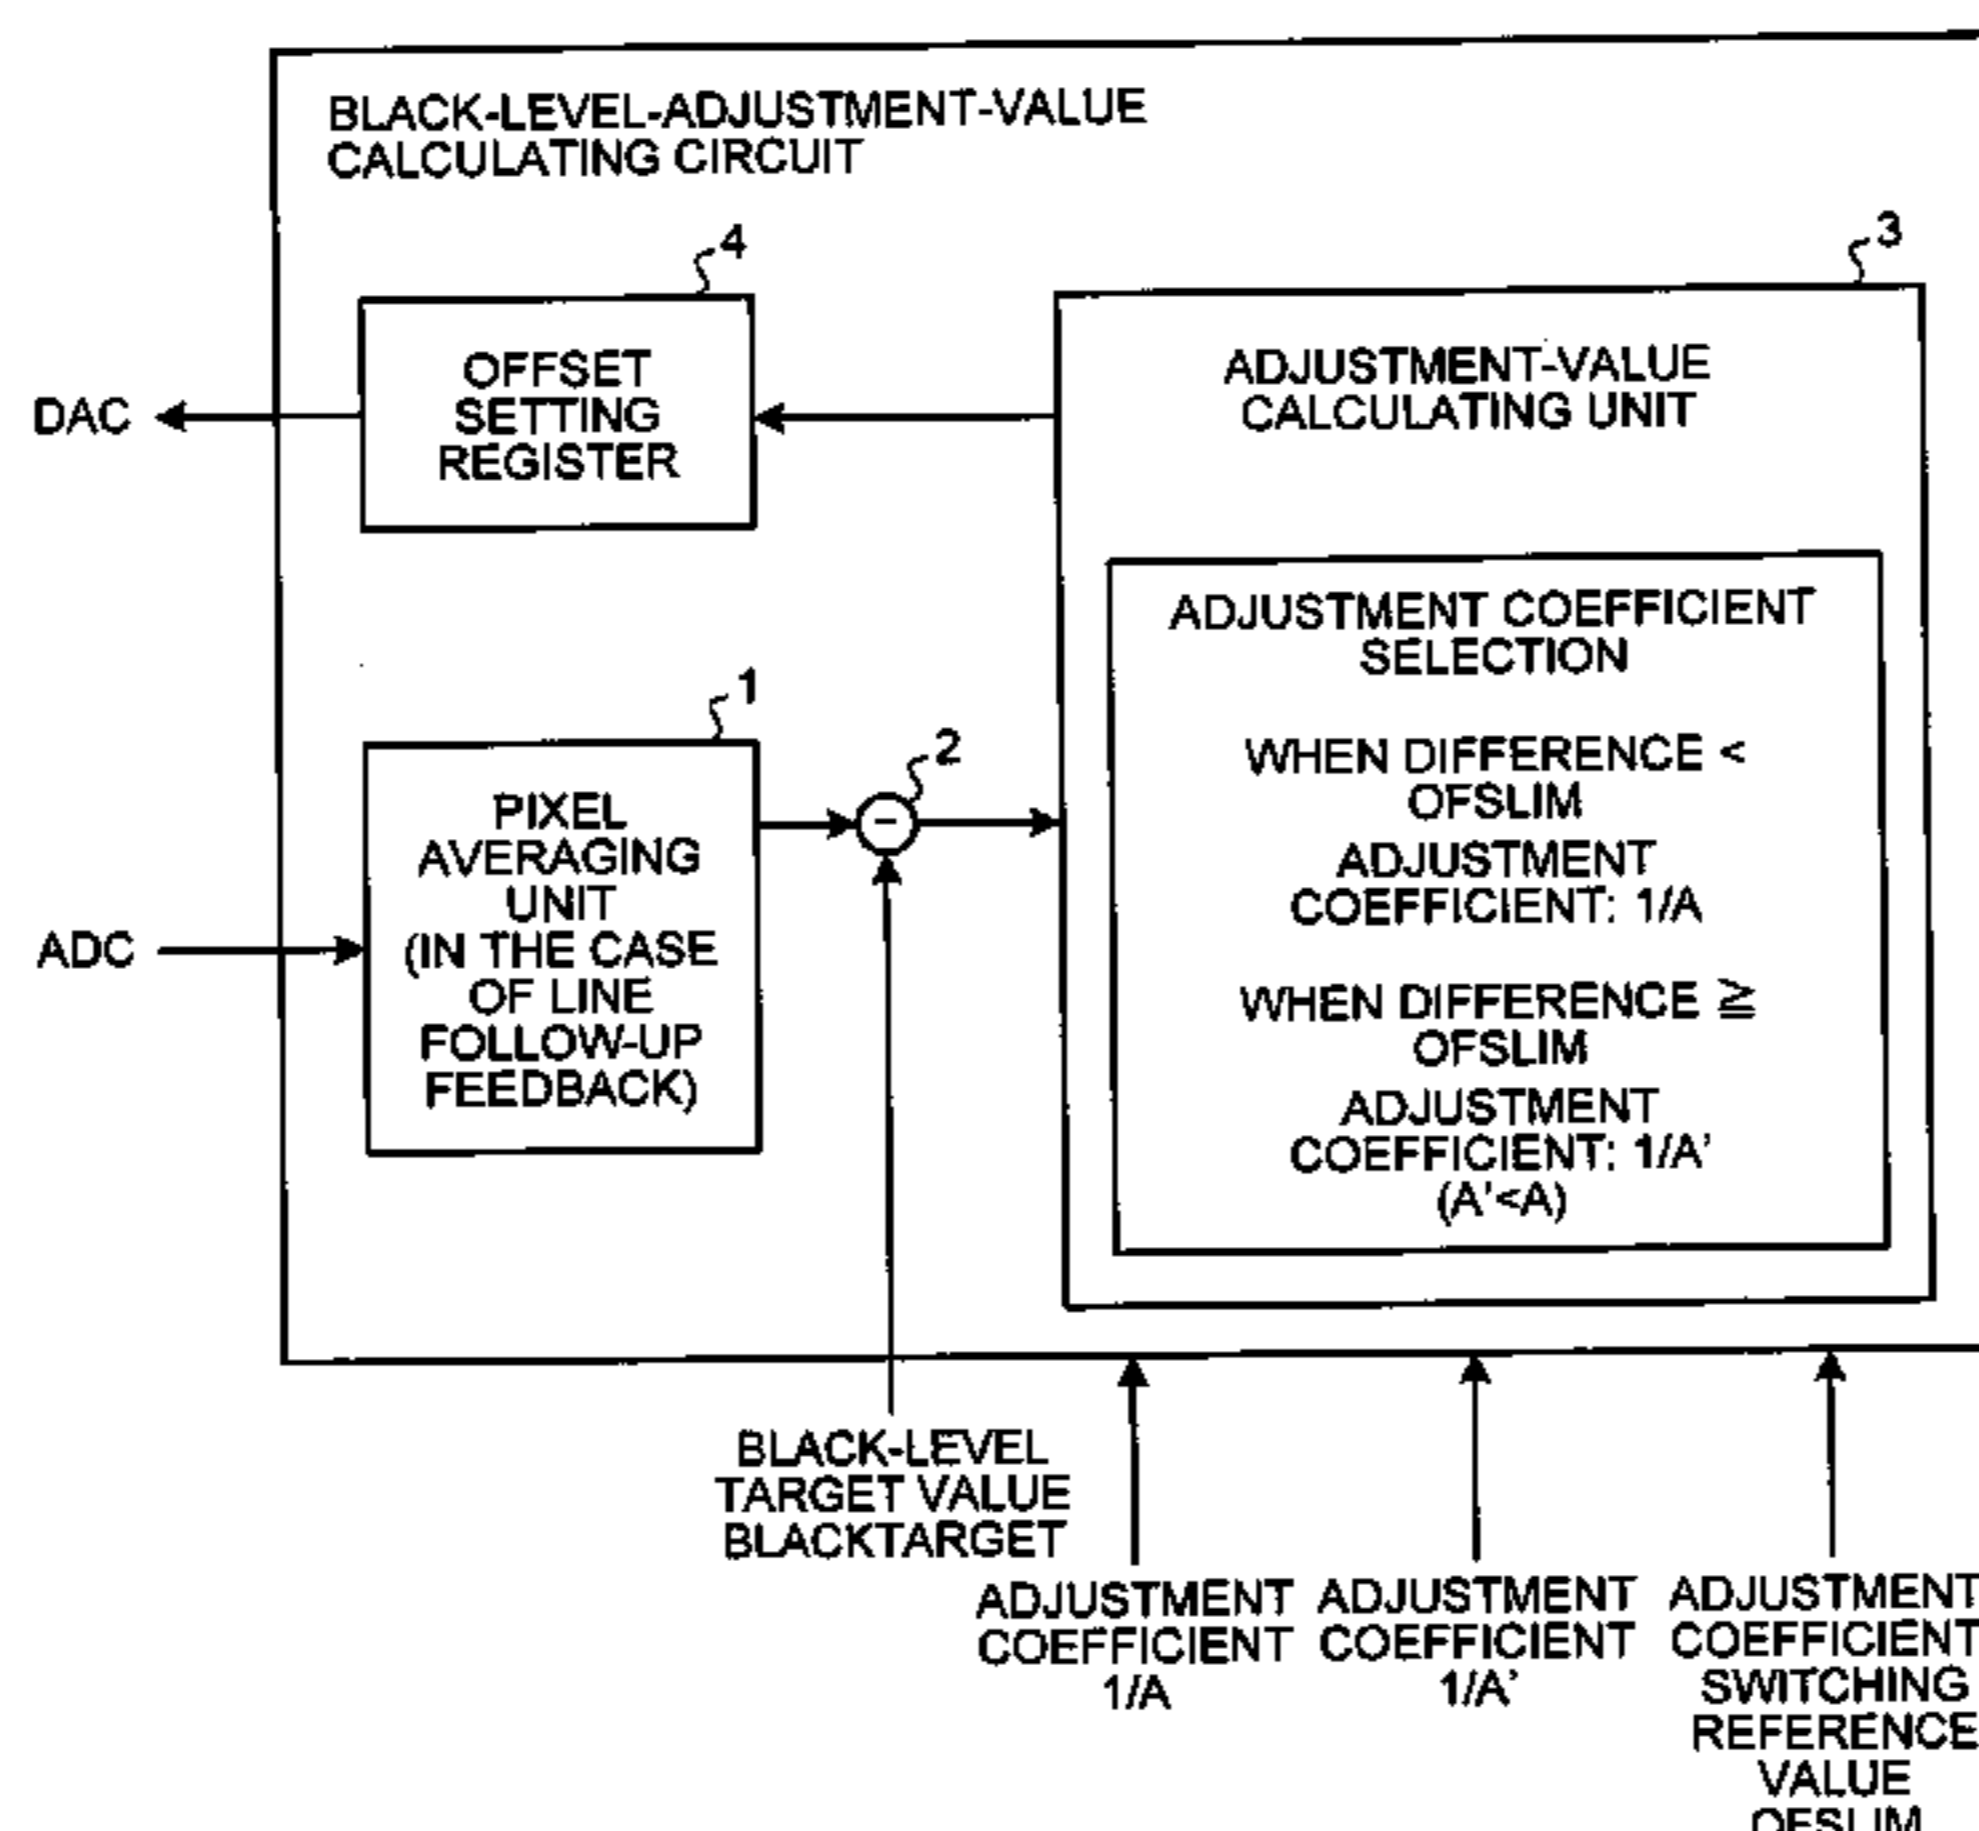 BLACK-LEVEL-ADJUSTMENT-VALUE
CALCULATING CIRCUIT
4
3
OFFSET
SETTING
REGISTER
DAC
ADJUSTMENT-VALUE
CALCULATING UNIT
ADJUSTMENT COEFFICIENT
SELECTION
WHEN DIFFERENCE <
OFSLIM
ADJUSTMENT
COEFFICIENT: 1/A
WHEN DIFFERENCE ≧
OFSLIM
ADJUSTMENT
COEFFICIENT: 1/A'
(A'<A)
1
2
-
PIXEL
AVERAGING
UNIT
(IN THE CASE
OF LINE
FOLLOW-UP
FEEDBACK)
ADC
BLACK-LEVEL
TARGET VALUE
BLACKTARGET
ADJUSTMENT
COEFFICIENT
1/A
ADJUSTMENT
COEFFICIENT
1/A'
ADJUSTMENT
COEFFICIENT
SWITCHING
REFERENCE
VALUE
OFSLIM